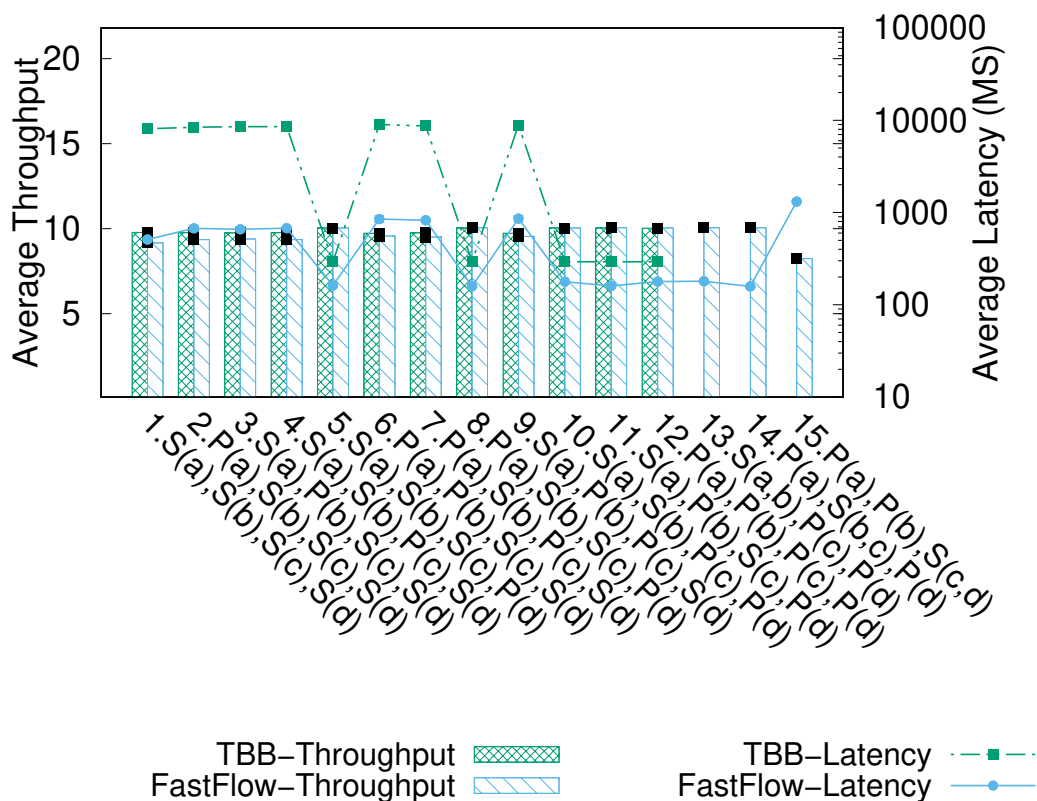 Average Throughput
20
15
10
5
100000
10000
1000
100
10
Average Latency (MS)
1.S(a),S(b),S(c),S(d)
2.P(a),S(b),S(c),S(d)
3.S(a),P(b),S(c),S(d)
4.S(a),S(b),P(c),S(d)
5.S(a),S(b),S(c),P(d)
6.P(a),P(b),S(c),S(d)
7.P(a),S(b),P(c),S(d)
8.P(a),S(b),S(c),P(d)
9.S(a),P(b),P(c),S(d)
10.S(a),S(b),P(c),P(d)
11.S(a),P(b),S(c),P(d)
12.P(a),P(b),P(c),P(d)
13.S(a,b),P(c),P(d)
14.P(a),S(b,c),P(d)
15.P(a),P(b),S(c,d)
TBB−Throughput
FastFlow−Throughput
TBB−Latency
FastFlow−Latency